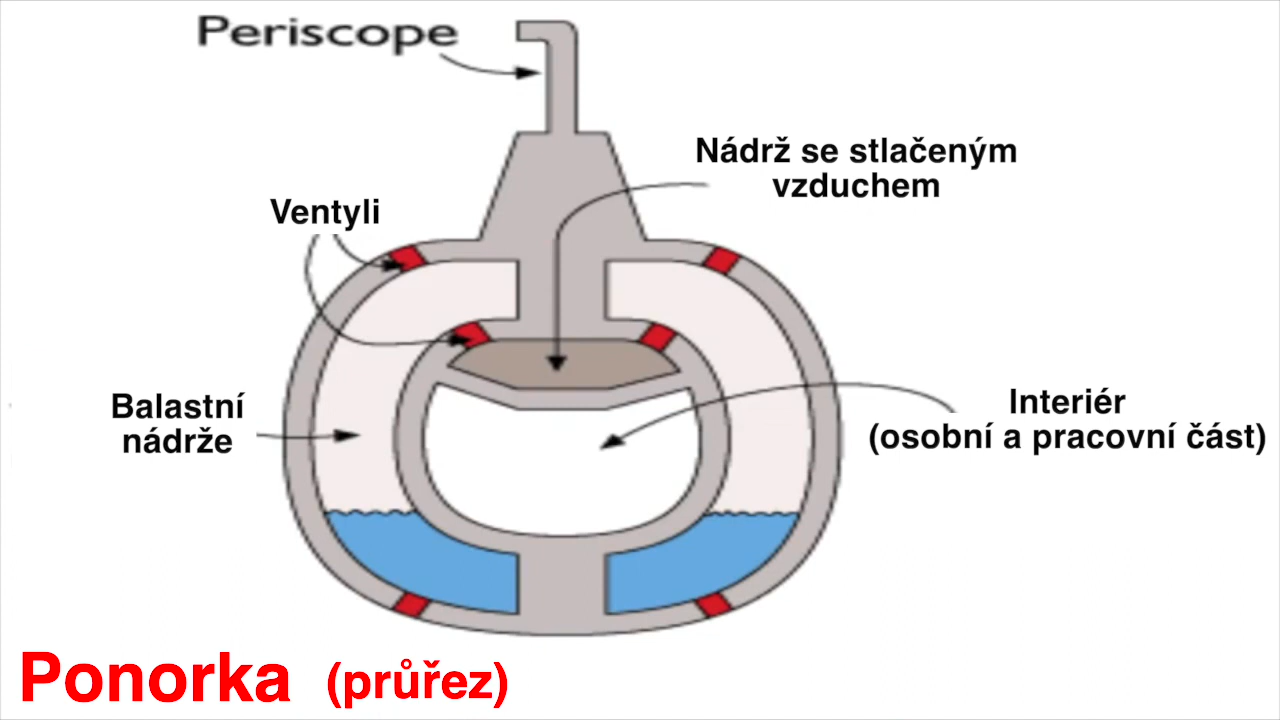 Periscope
Nádrž se stlačeným
vzduchem
Ventyli
Balastní
nádrže
Interiér
(osobní a pracovní část)
Ponorka (průřez)